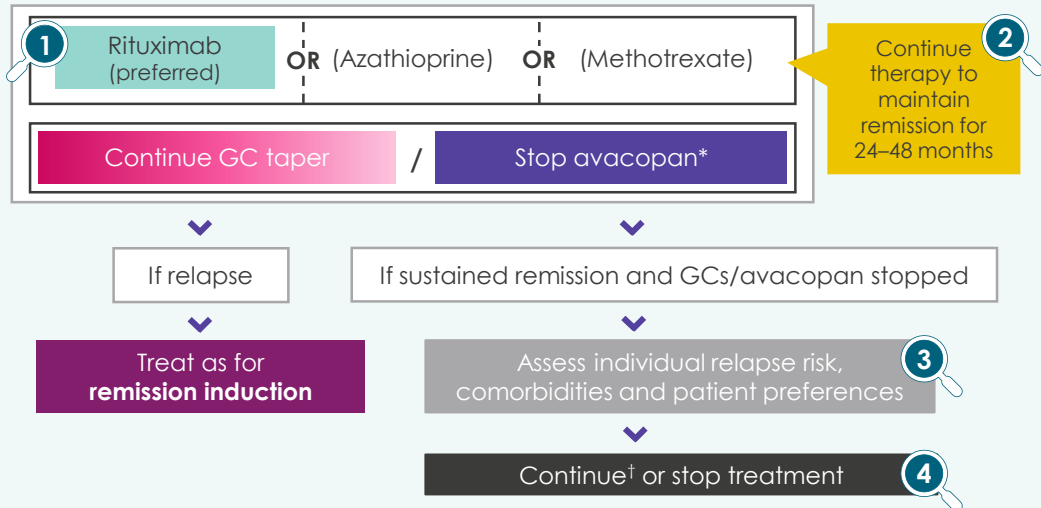 1
Rituximab
(preferred)
OR (Azathioprine) OR (Methotrexate)
2
Continue
therapy to
maintain
remission for
24–48 months
Continue GC taper / Stop avacopan*
If relapse
If sustained remission and GCs/avacopan stopped
Treat as for
remission induction
Assess individual relapse risk,
comorbidities and patient preferences
3
Continue† or stop treatment
4